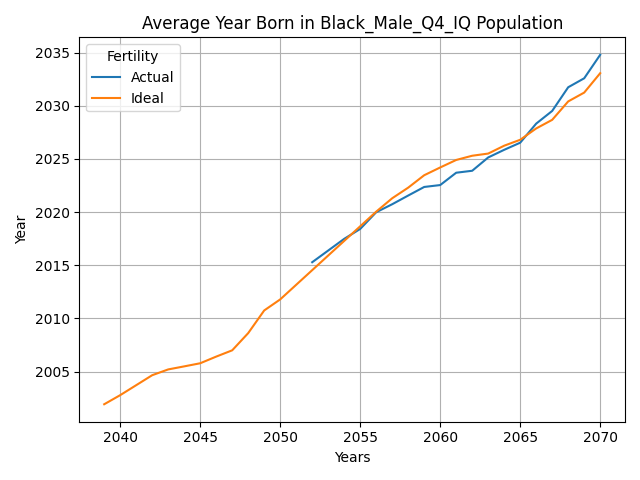 Average Year Born in Black_Male_Q4_IQ Population
Fertility
Actual
Ideal
Year
2035
2030
2025
2020
2015
2010
2005
2040 2045 2050 2055 2060 2065 2070
Years